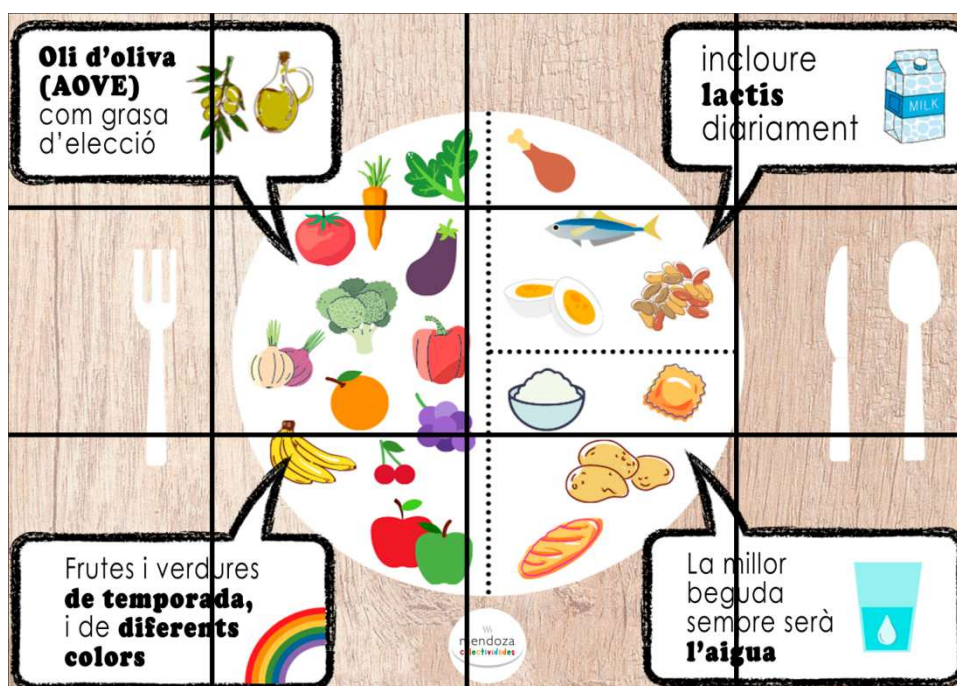 Oli d'oliva
(AOVE)
com grasa
d'elecció
incloure
lactis
diàriament
MILK
Frutes i verdures
de temporada,
i de diferents
colors
La millor
beguda
sempre serà
l'aigua
mendoza
colectividades